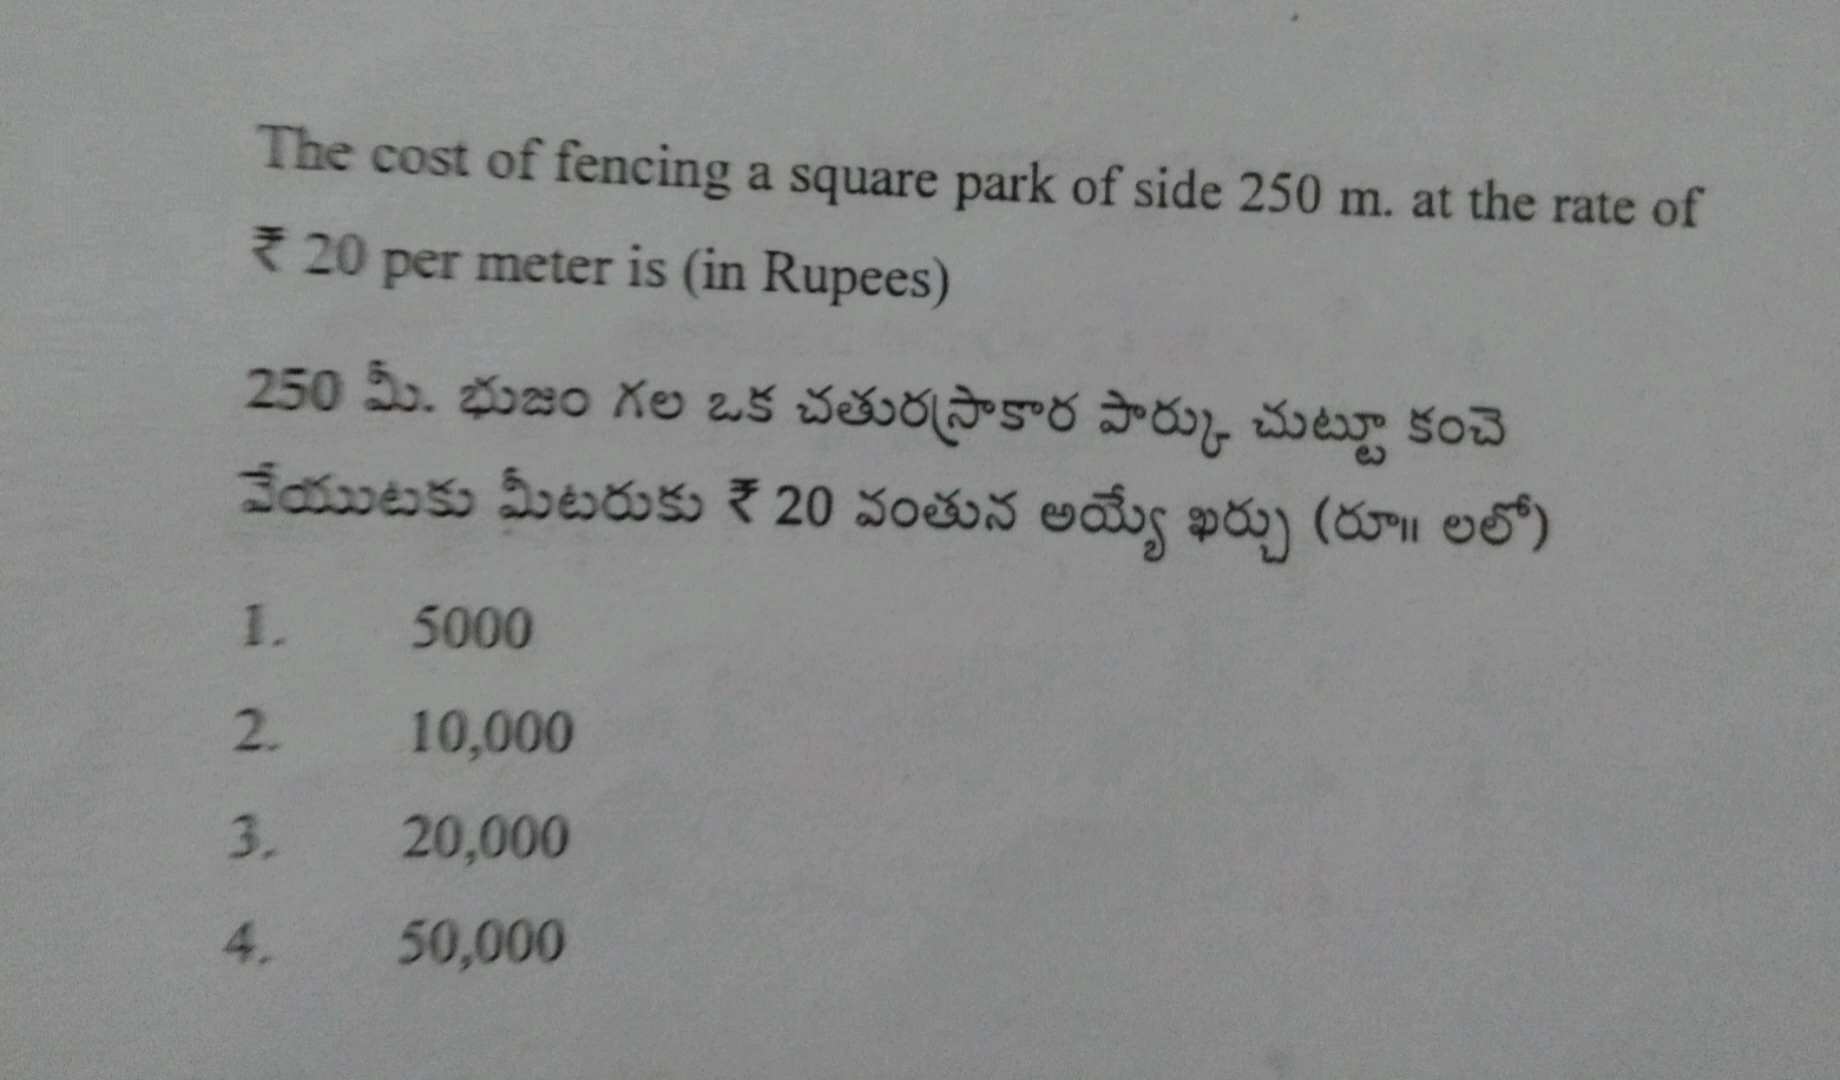 The cost of fencing a square park of side 250 m. at the rate of
₹ 20 per meter is (in Rupees)
250 మీ. భుజం గల ఒక చతురస్రాకార పార్కు చుట్టూ కంచె
వేయుటకు మీటరుకు ₹ 20 వంతున అయ్యే ఖర్చు (రూ॥ లలో)
1. 5000
2. 10,000
3. 20,000
4. 50,000